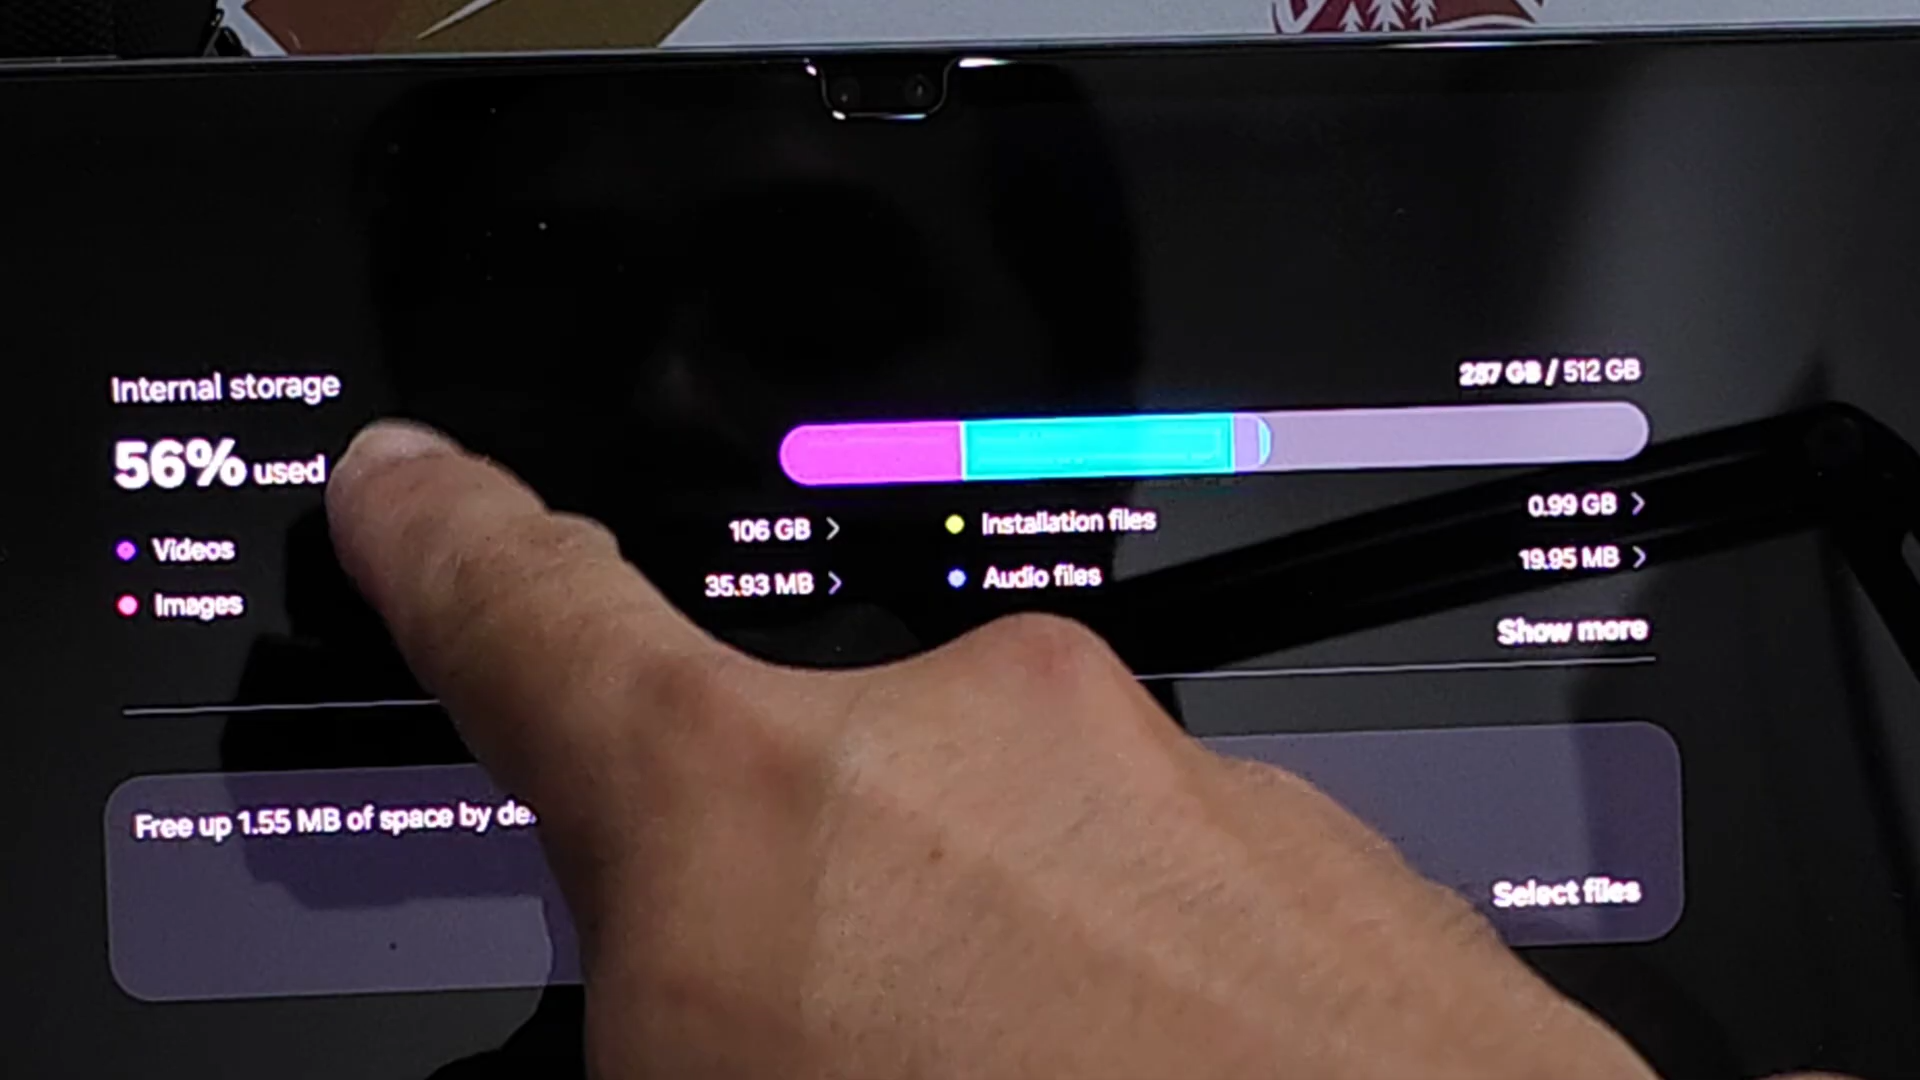 Internal storage
287 GB / 512 GB
56% used
Videos
106 GB
Installation files
0.99 GB
Images
35.93 MB
Audio files
19.95 MB
Show more
Free up 1.55 MB of space by de
Select files